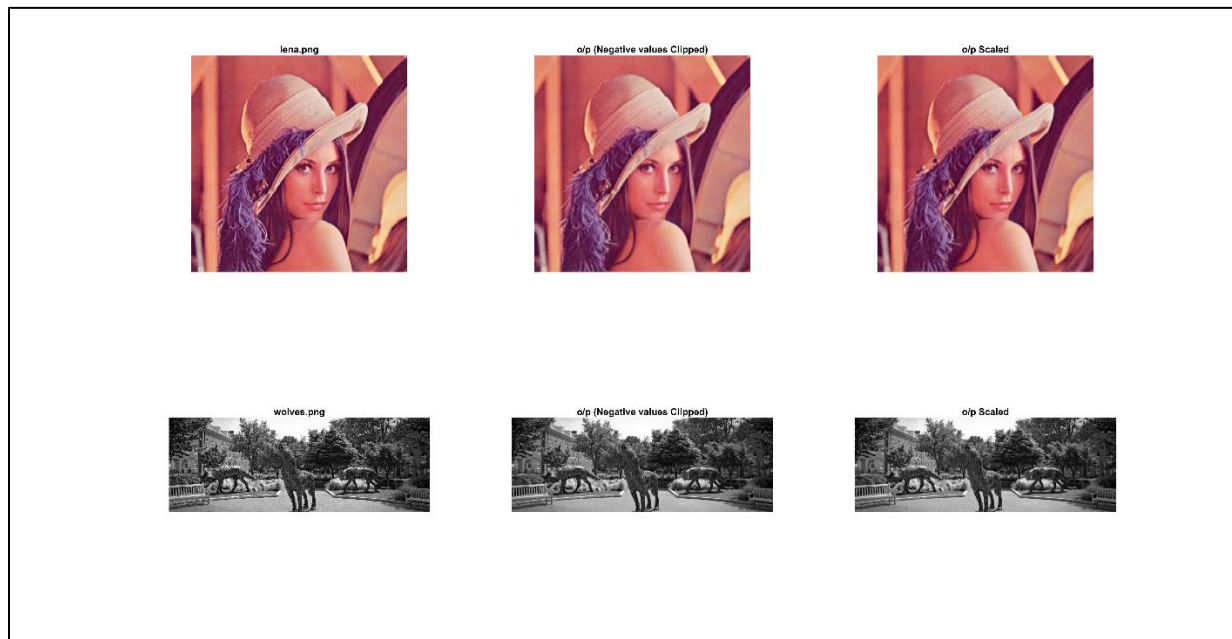 lena.png
o/p (Negative values Clipped)
o/p Scaled
wolves.png
o/p (Negative values Clipped)
o/p Scaled